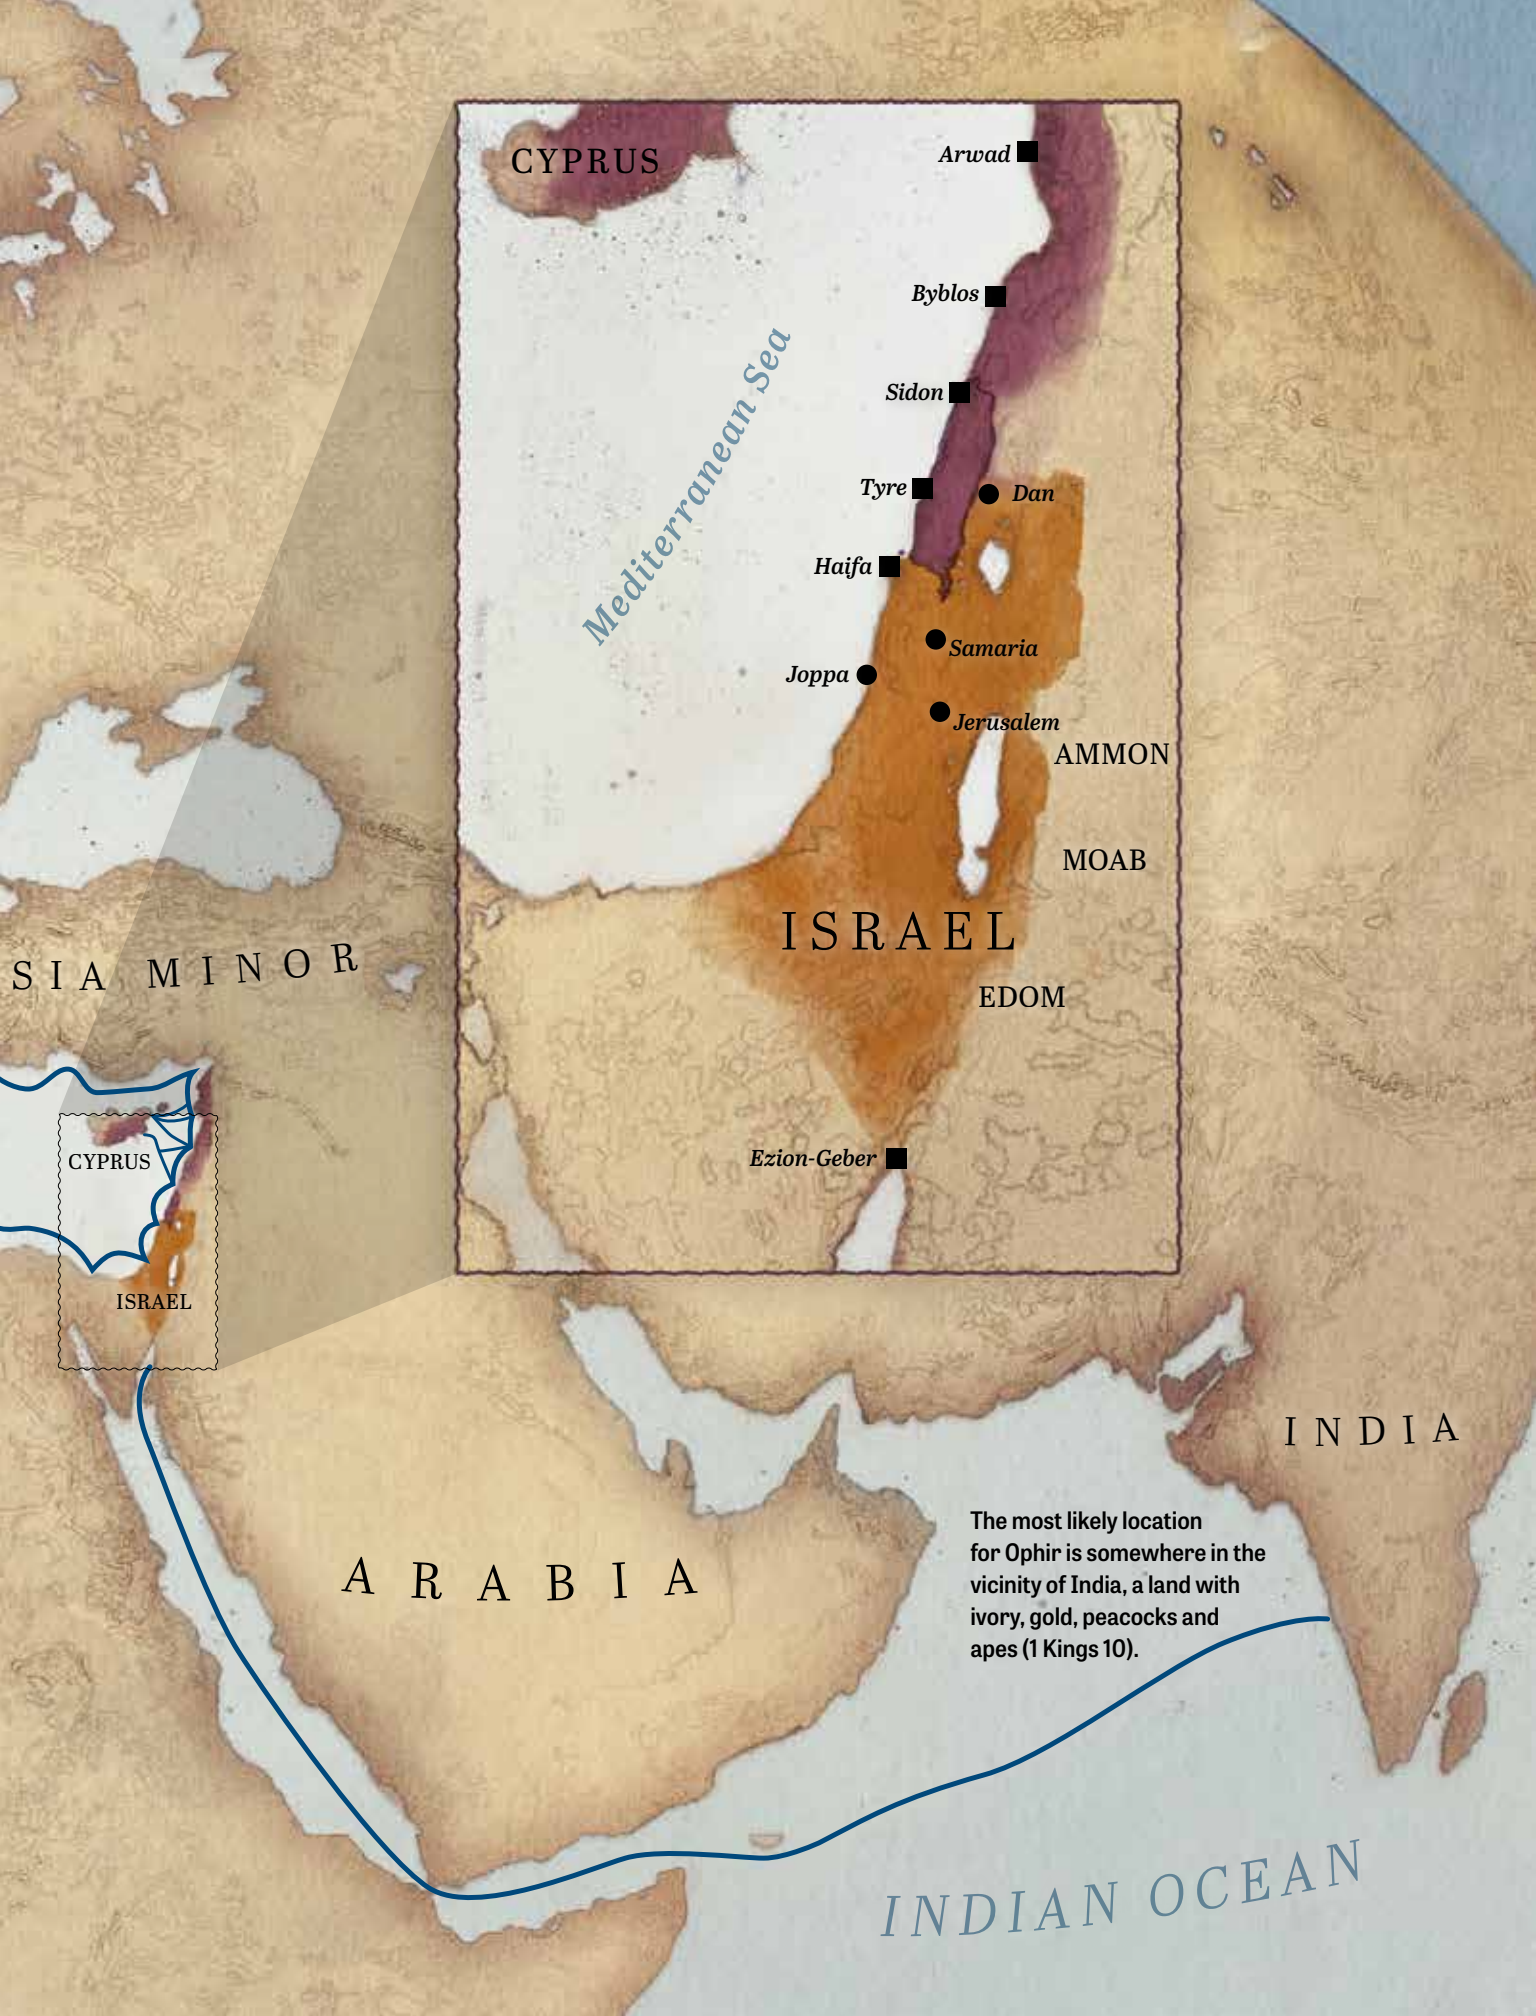 CYPRUS
Arwad
Byblos
Mediterranean Sea
Sidon
Tyre
Dan
Haifa
Samaria
Joppa
Jerusalem
AMMON
MOAB
ISRAEL
EDOM
Ezion-Geber
SIA MINOR
CYPRUS
ISRAEL
INDIA
ARABIA
The most likely location
for Ophir is somewhere in the
vicinity of India, a land with
ivory, gold, peacocks and
apes (1 Kings 10).
INDIAN OCEAN